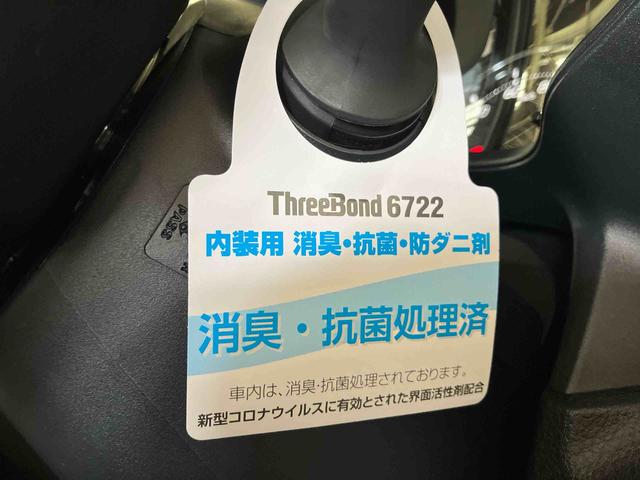 ThreeBond 6722
内装用 消臭・抗菌・防ダニ剤
消臭・抗菌処理済
車内は、消臭・抗菌処理されております。
新型コロナウイルスに有効とされた界面活性剤配合
PASS